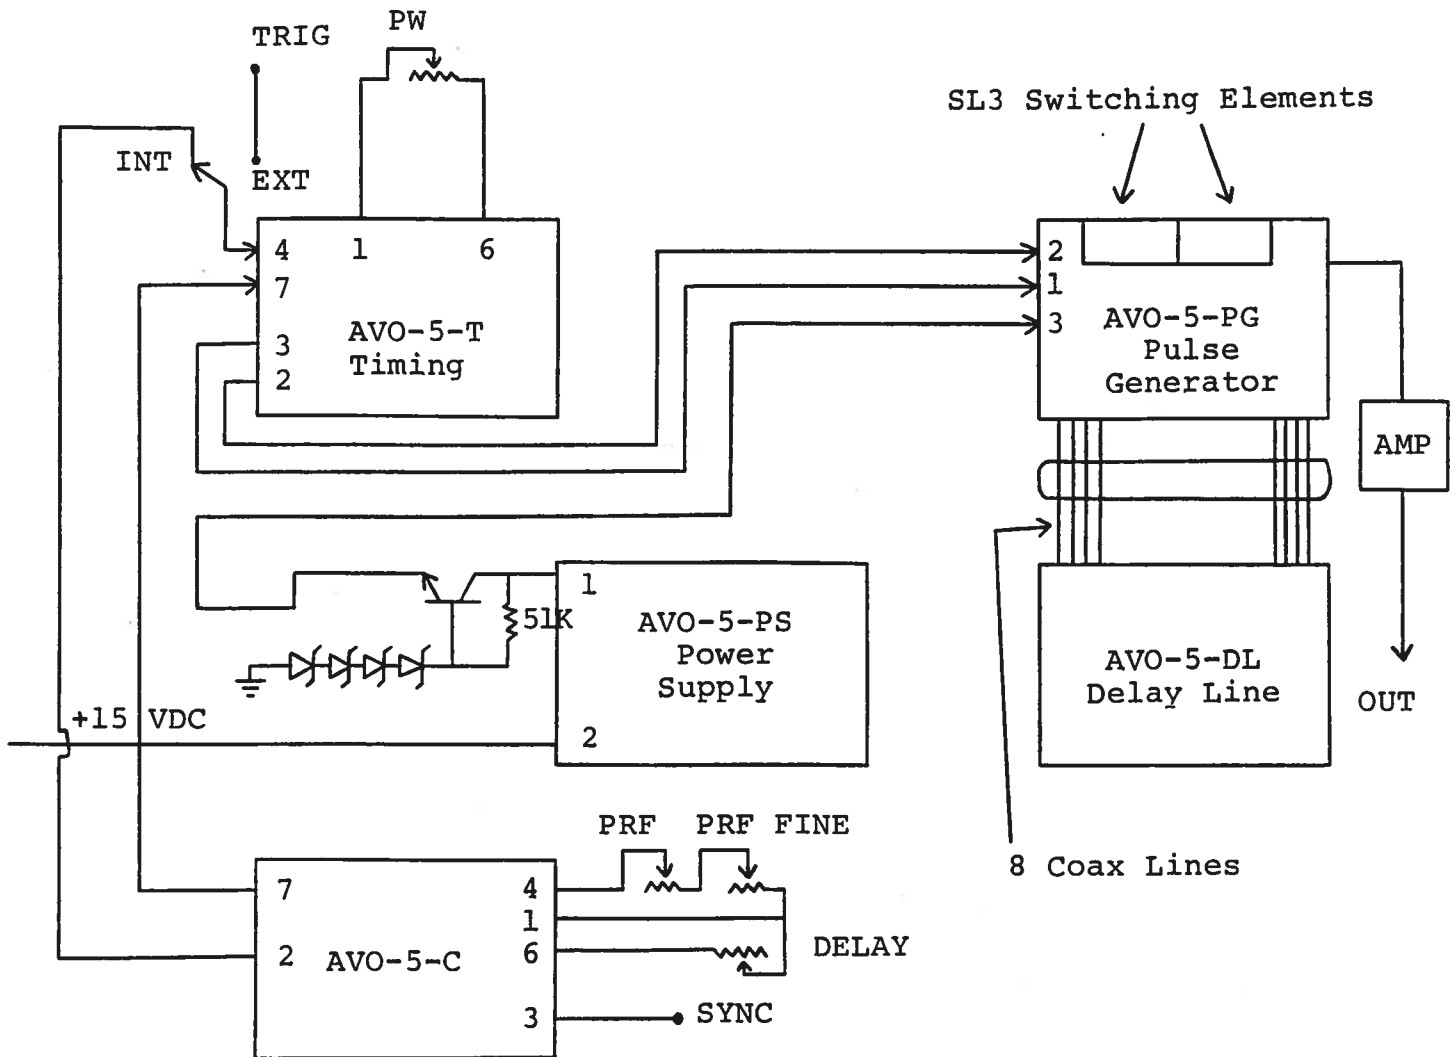 PW
TRIG
SL3 Switching Elements
INT
EXT
4 1 6
7
AVO-5-T
Timing
3
2
2
1
3
AVO-5-PG
Pulse
Generator
AMP
1
51K
AVO-5-PS
Power
Supply
2
AVO-5-DL
Delay Line
OUT
+15 VDC
PRF PRF FINE
8 Coax Lines
7
2
AVO-5-C
4
1
6
3
DELAY
SYNC